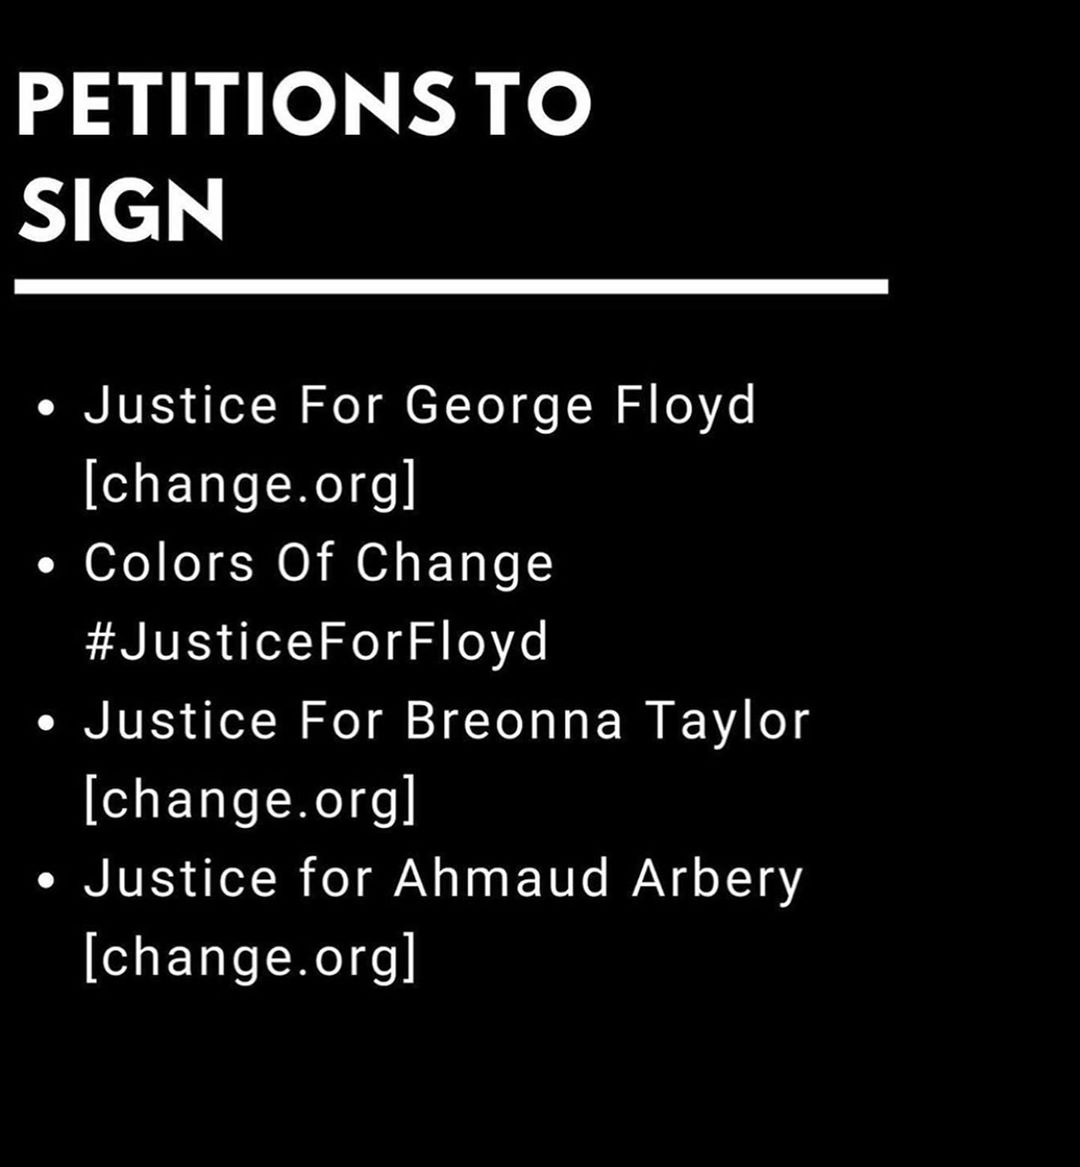 PETITIONS TO
SIGN
• Justice For George Floyd
[change.org]
• Colors Of Change
#JusticeForFloyd
• Justice For Breonna Taylor
[change.org]
• Justice for Ahmaud Arbery
[change.org]